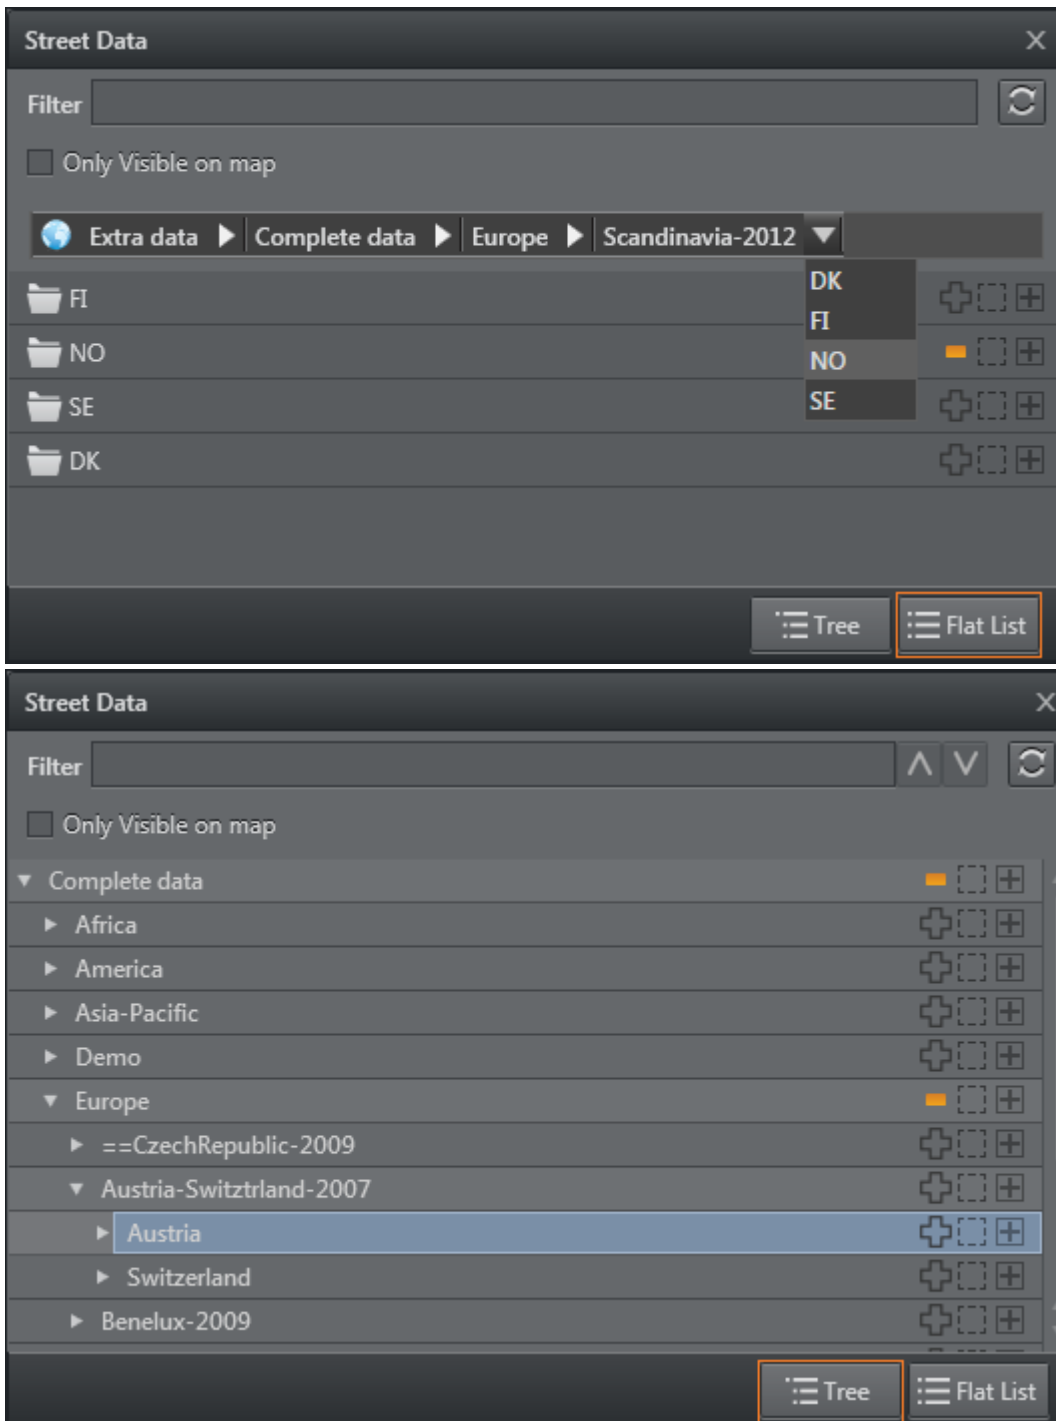 Street Data
Filter
Only Visible on map
Extra data Complete data Europe Scandinavia-2012
DK
FI
NO
SE
FI
NO
SE
DK
Tree Flat List
Street Data
Filter
Only Visible on map
Complete data
Africa
America
Asia-Pacific
Demo
Europe
==CzechRepublic-2009
Austria-Switztrland-2007
Austria
Switzerland
Benelux-2009
Tree Flat List